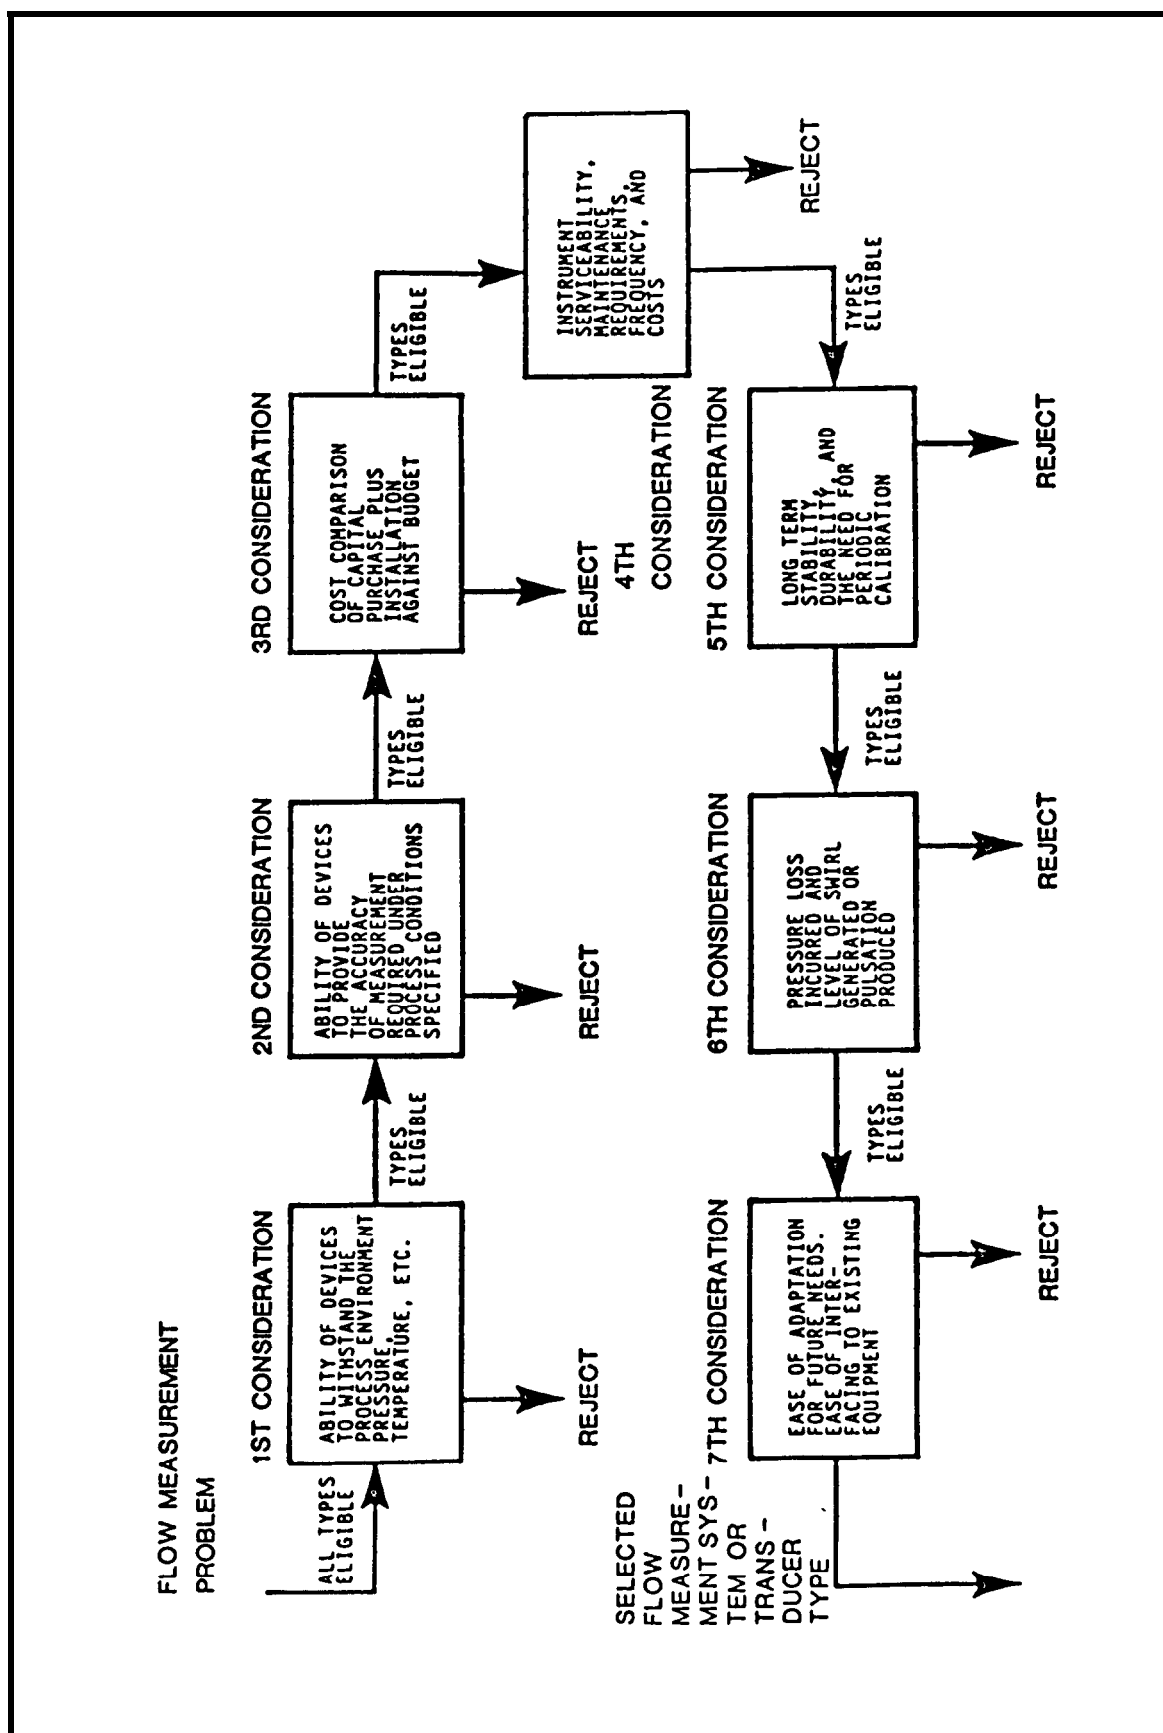 FLOW MEASUREMENT
PROBLEM
ALL TYPES
ELIGIBLE
1ST CONSIDERATION
ABILITY OF DEVICES
TO WITHSTAND THE
PROCESS ENVIRONMENT
PRESSURE,
TEMPERATURE, ETC.
REJECT
TYPES
ELIGIBLE
2ND CONSIDERATION
ABILITY OF DEVICES
TO PROVIDE
THE ACCURACY
OF MEASUREMENT
REQUIRED UNDER
PROCESS CONDITIONS
SPECIFIED
REJECT
TYPES
ELIGIBLE
3RD CONSIDERATION
COST COMPARISON
OF CAPITAL
PURCHASE PLUS
INSTALLATION
AGAINST BUDGET
REJECT
TYPES
ELIGIBLE
4TH
CONSIDERATION
INSTRUMENT
SERVICEABILITY,
MAINTENANCE
REQUIREMENTS,
FREQUENCY, AND
COSTS
REJECT
TYPES
ELIGIBLE
5TH CONSIDERATION
LONG TERM
STABILITY,
DURABILITY, AND
THE NEED FOR
PERIODIC
CALIBRATION
REJECT
TYPES
ELIGIBLE
6TH CONSIDERATION
PRESSURE LOSS
INCURRED AND
LEVEL OF SWIRL
GENERATED OR
PULSATION
PRODUCED
REJECT
TYPES
ELIGIBLE
7TH CONSIDERATION
EASE OF ADAPTATION
FOR FUTURE NEEDS.
EASE OF INTER-
FACING TO EXISTING
EQUIPMENT
REJECT
SELECTED
FLOW
MEASURE-
MENT SYS-
TEM OR
TRANS-
DUCER
TYPE